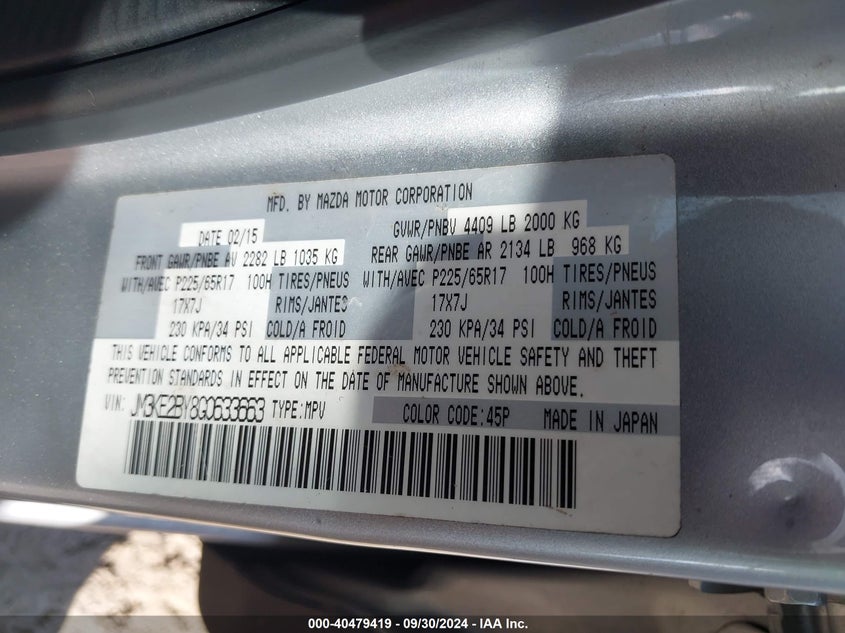 MFD. BY MAZDA MOTOR CORPORATION
DATE 02/15 GVWR/PNBV 4409 LB 2000 KG
FRONT GAWR/PNBE AV 2282 LB 1035 KG REAR GAWR/PNBE AR 2134 LB 968 KG
WITH/AVEC P225/65R17 100H TIRES/PNEUS WITH/AVEC P225/65R17 100H TIRES/PNEUS
17X7J RIMS/JANTES 17X7J RIMS/JANTES
230 KPA/34 PSI COLD/A FROID 230 KPA/34 PSI COLD/A FROID
THIS VEHICLE CONFORMS TO ALL APPLICABLE FEDERAL MOTOR VEHICLE SAFETY AND THEFT
PREVENTION STANDARDS IN EFFECT ON THE DATE OF MANUFACTURE SHOWN ABOVE.
VIN: JM3KE2BY8G0633663 TYPE:MPV COLOR CODE:45P MADE IN JAPAN
000-40479419 - 09/30/2024 - IAA Inc.